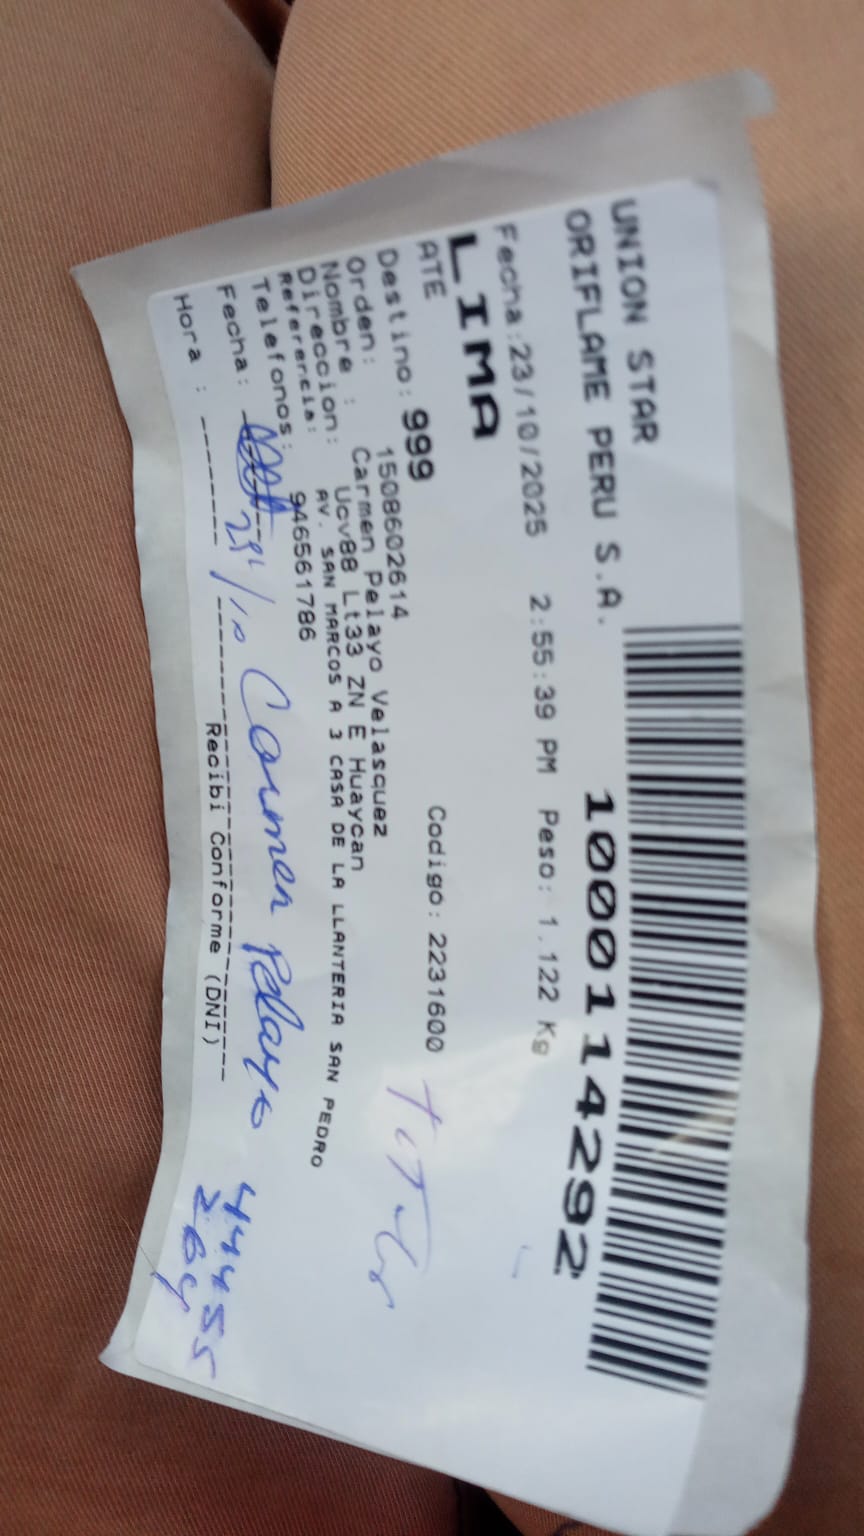 UNION STAR
ORIFLAME PERU S.A. 1000114292
Fecha:23/10/2025 2:55:39 PM Peso: 1.122 Kg
LIMA
ATE Codigo: 2231600
Destino: 999
Orden: 1508602614
Nombre : Carmen Pelayo Velasquez
Direccion: Ucv88 Lt33 ZN E Huaycan
Referencia: AV. SAN MARCOS A 3 CASA DE LA LLANTERIA SAN PEDRO
Telefonos: 946561786
Fecha: Carmen Pelayo 44455
Hora : Recibi Conforme (DNI) 264